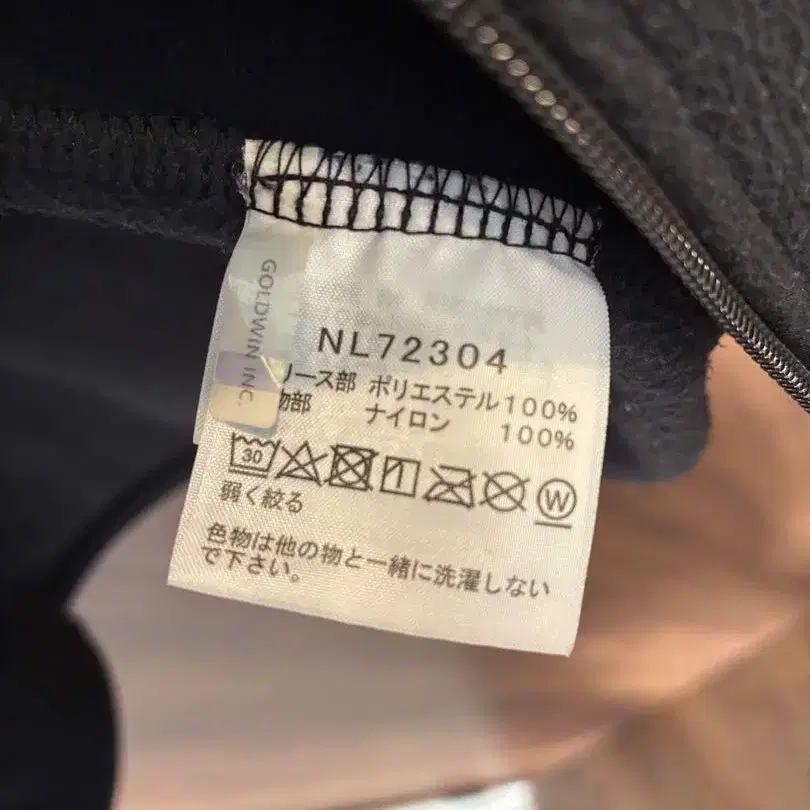 GOLDWIN INC.
NL72304
リース部 ポリエステル100%
物部 ナイロン 100%
30 W
弱く絞る
色物は他の物と一緒に洗濯しない
で下さい。